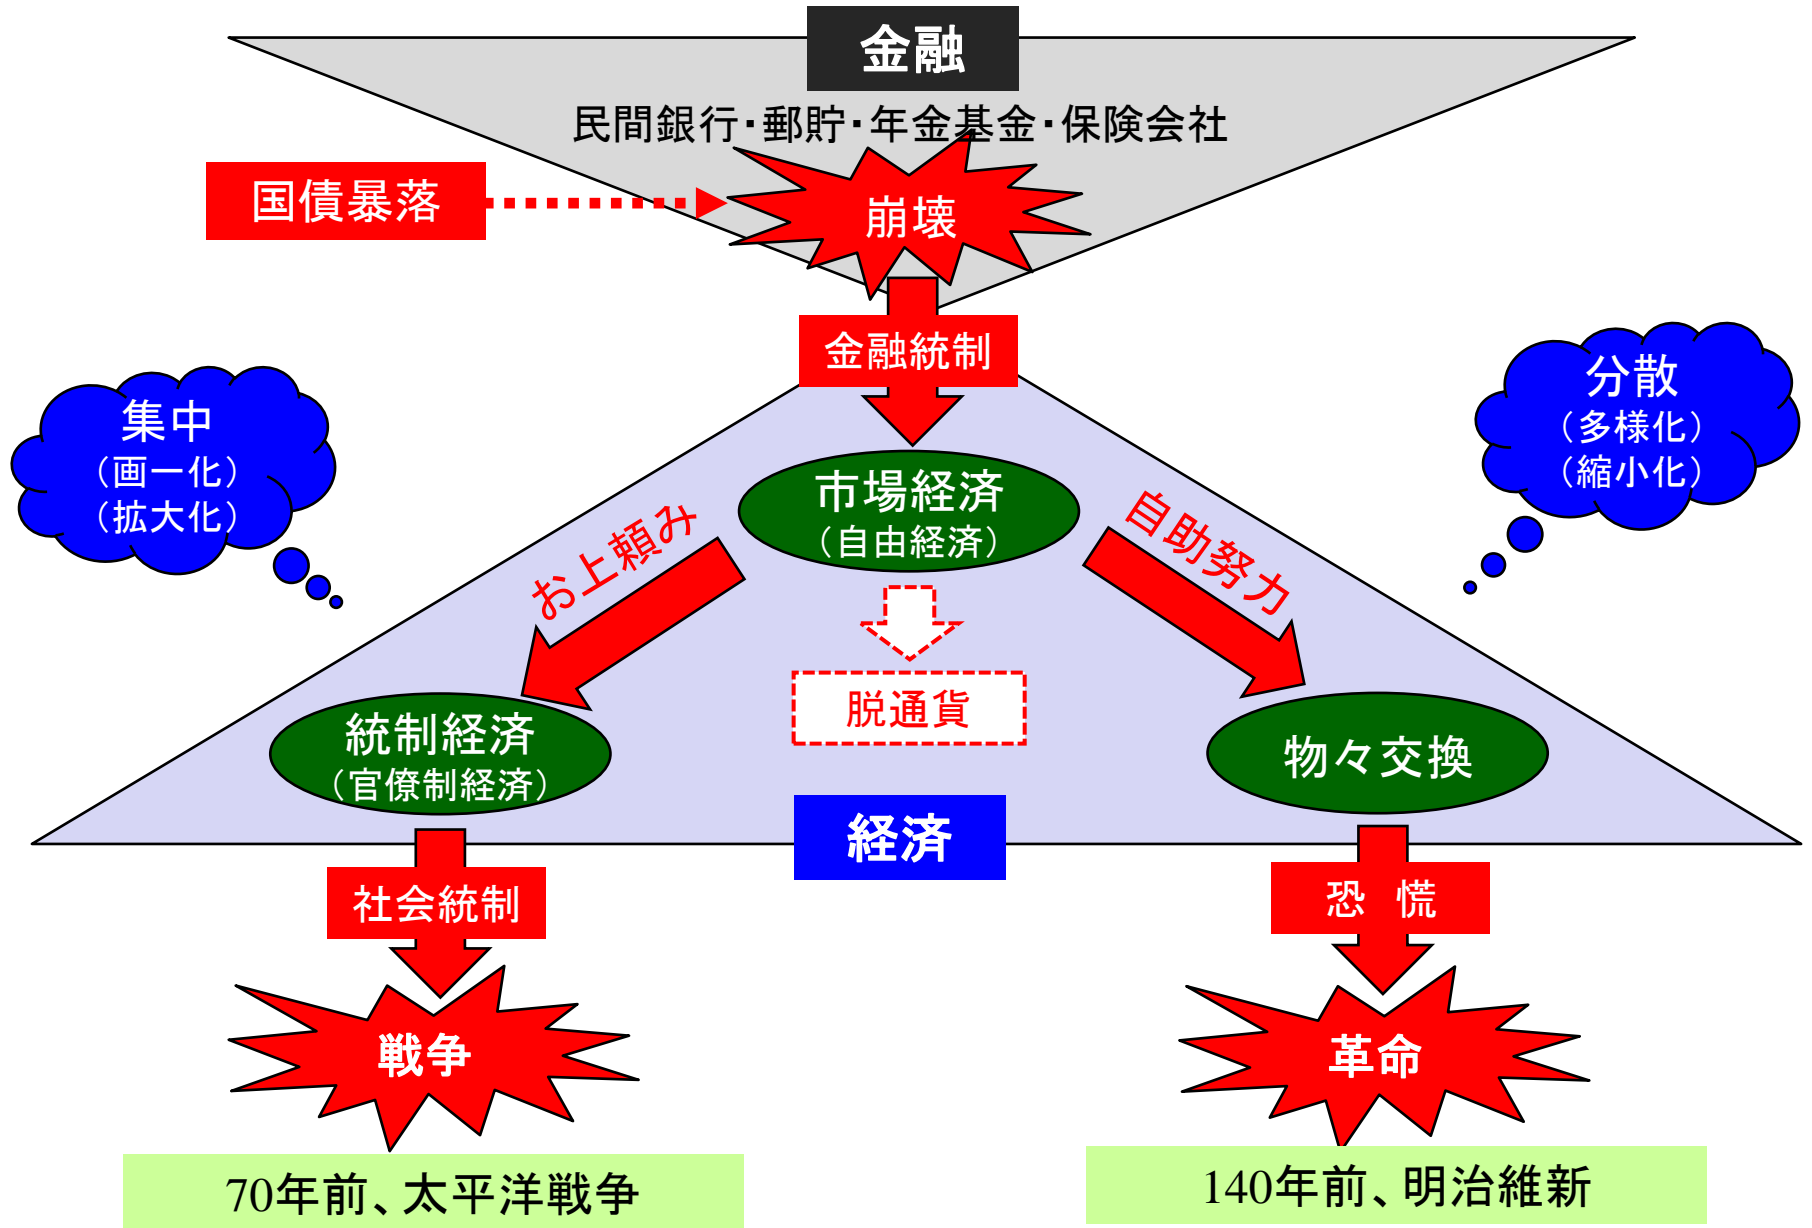 金融
民間銀行・郵貯・年金基金・保険会社
国債暴落
崩壊
金融統制
集中
（画一化）
（拡大化）
分散
（多様化）
（縮小化）
市場経済
（自由経済）
お上頼み
自助努力
脱通貨
統制経済
（官僚制経済）
物々交換
経済
社会統制
恐　慌
戦争
革命
70年前、太平洋戦争
140年前、明治維新